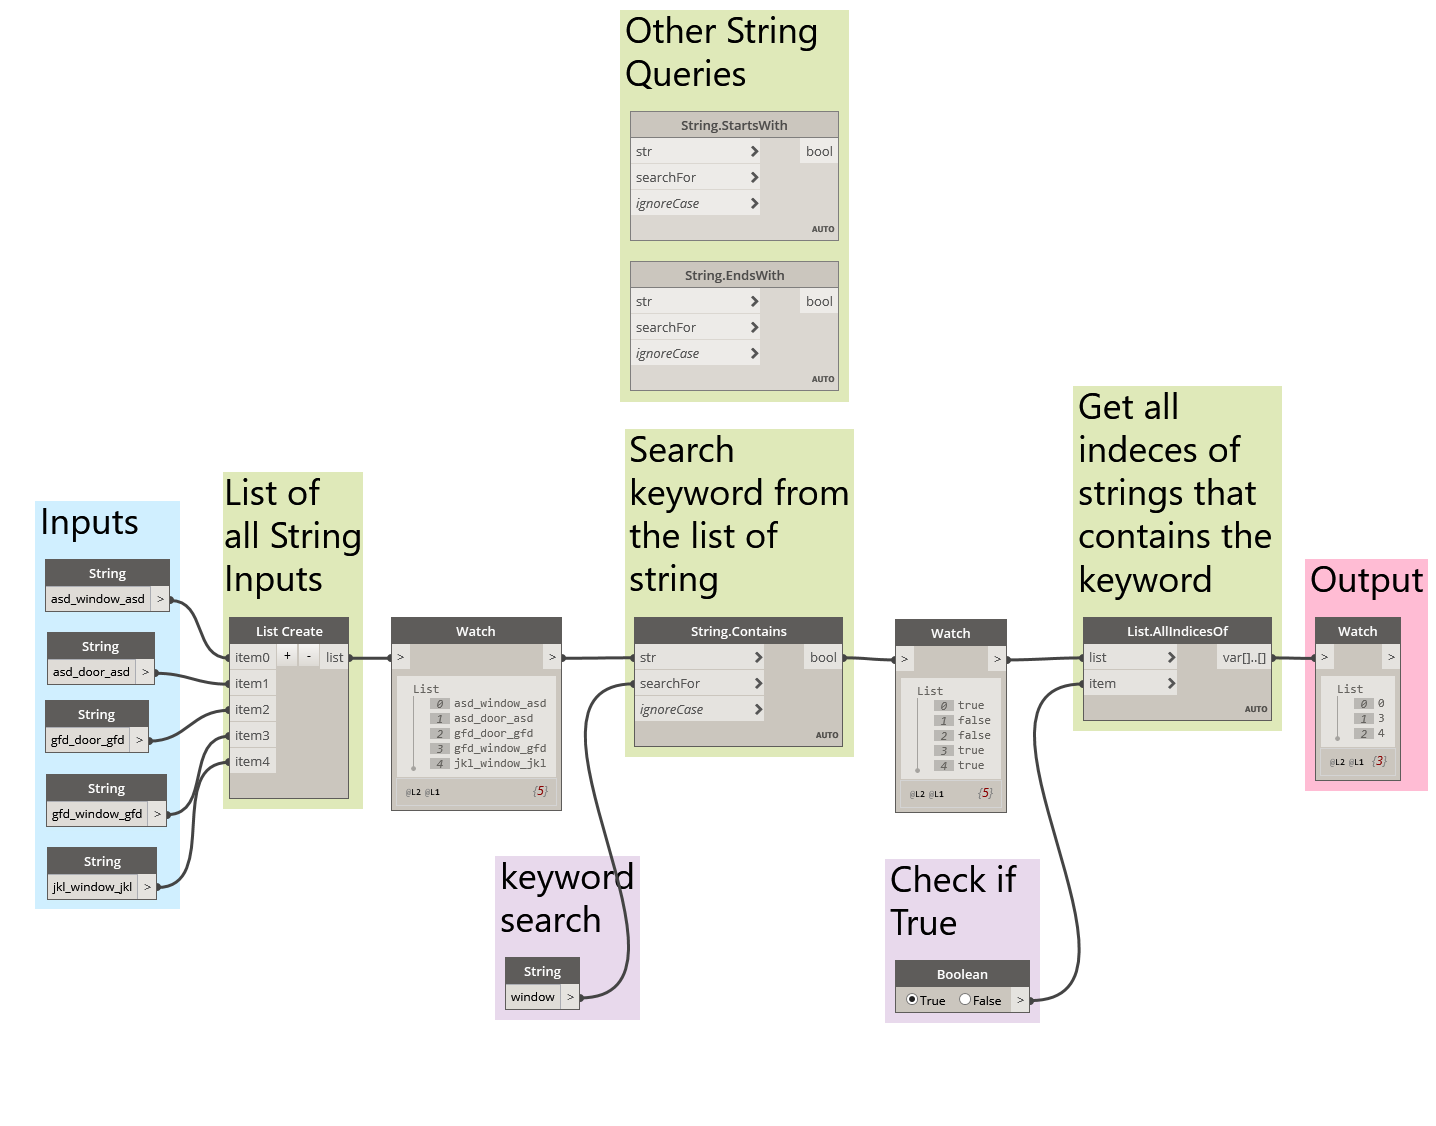 Other String
Queries
String.StartsWith
str > bool
searchFor >
ignoreCase >
AUTO
String.EndsWith
str > bool
searchFor >
ignoreCase >
AUTO
Inputs
String
asd_window_asd >
String
asd_door_asd >
String
gfd_door_gfd >
String
gfd_window_gfd >
String
jkl_window_jkl >
List of
all String
Inputs
List Create
item0 + - list
item1
item2
item3
item4
Watch
> >
List
0 asd_window_asd
1 asd_door_asd
2 gfd_door_gfd
3 gfd_window_gfd
4 jkl_window_jkl
@L2 @L1 {5}
keyword
search
String
window >
Search
keyword from
the list of
string
String.Contains
str > bool
searchFor >
ignoreCase >
AUTO
Watch
> >
List
0 true
1 false
2 false
3 true
4 true
@L2 @L1 {5}
Check if
True
Boolean
True False >
Get all
indeces of
strings that
contains the
keyword
List.AllIndicesOf
list > var[]..[]
item >
AUTO
Output
Watch
> >
List
0 0
1 3
2 4
@L2 @L1 {3}